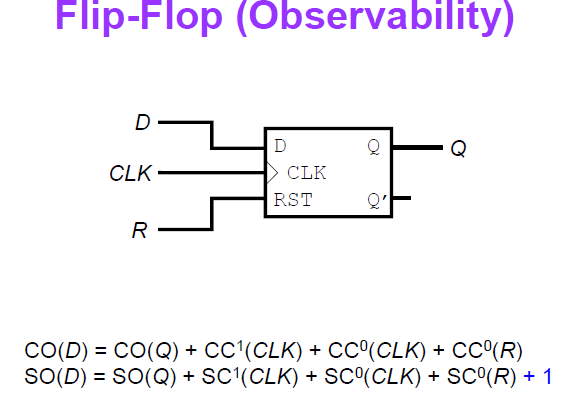 Flip-Flop (Observability)
D
D Q
Q
CLK
CLK
RST Q′
R
CO(D) = CO(Q) + CC¹(CLK) + CC⁰(CLK) + CC⁰(R)
SO(D) = SO(Q) + SC¹(CLK) + SC⁰(CLK) + SC⁰(R) + 1